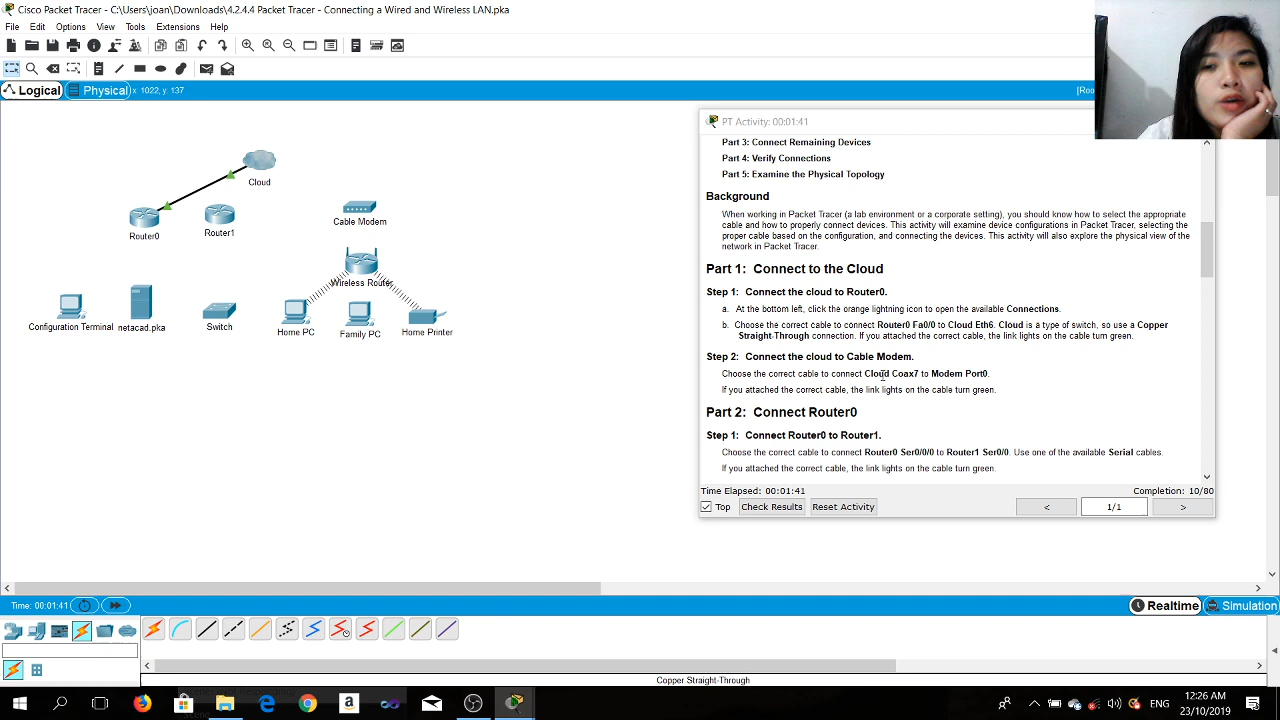 Cisco Packet Tracer - C:\Users\joan\Downloads\4.2.4.4 Packet Tracer - Connecting a Wired and Wireless LAN.pka
File Edit Options View Tools Extensions Help
Logical Physical x: 1022, y: 137 [Roo
PT Activity: 00:01:41
Part 3: Connect Remaining Devices
Part 4: Verify Connections
Part 5: Examine the Physical Topology
Background
When working in Packet Tracer (a lab environment or a corporate setting), you should know how to select the appropriate
cable and how to properly connect devices. This activity will examine device configurations in Packet Tracer, selecting the
proper cable based on the configuration, and connecting the devices. This activity will also explore the physical view of the
network in Packet Tracer.
Part 1: Connect to the Cloud
Step 1: Connect the cloud to Router0.
a. At the bottom left, click the orange lightning icon to open the available Connections.
b. Choose the correct cable to connect Router0 Fa0/0 to Cloud Eth6. Cloud is a type of switch, so use a Copper
Straight-Through connection. If you attached the correct cable, the link lights on the cable turn green.
Step 2: Connect the cloud to Cable Modem.
Choose the correct cable to connect Cloud Coax7 to Modem Port0.
If you attached the correct cable, the link lights on the cable turn green.
Part 2: Connect Router0
Step 1: Connect Router0 to Router1.
Choose the correct cable to connect Router0 Ser0/0/0 to Router1 Ser0/0. Use one of the available Serial cables.
If you attached the correct cable, the link lights on the cable turn green.
Time Elapsed: 00:01:41 Completion: 10/80
Top Check Results Reset Activity < 1/1 >
Cloud
Router0
Router1
Cable Modem
Wireless Router
Configuration Terminal
netacad.pka
Switch
Home PC
Family PC
Home Printer
Time: 00:01:41 Realtime Simulation
Copper Straight-Through
ENG
12:26 AM
23/10/2019